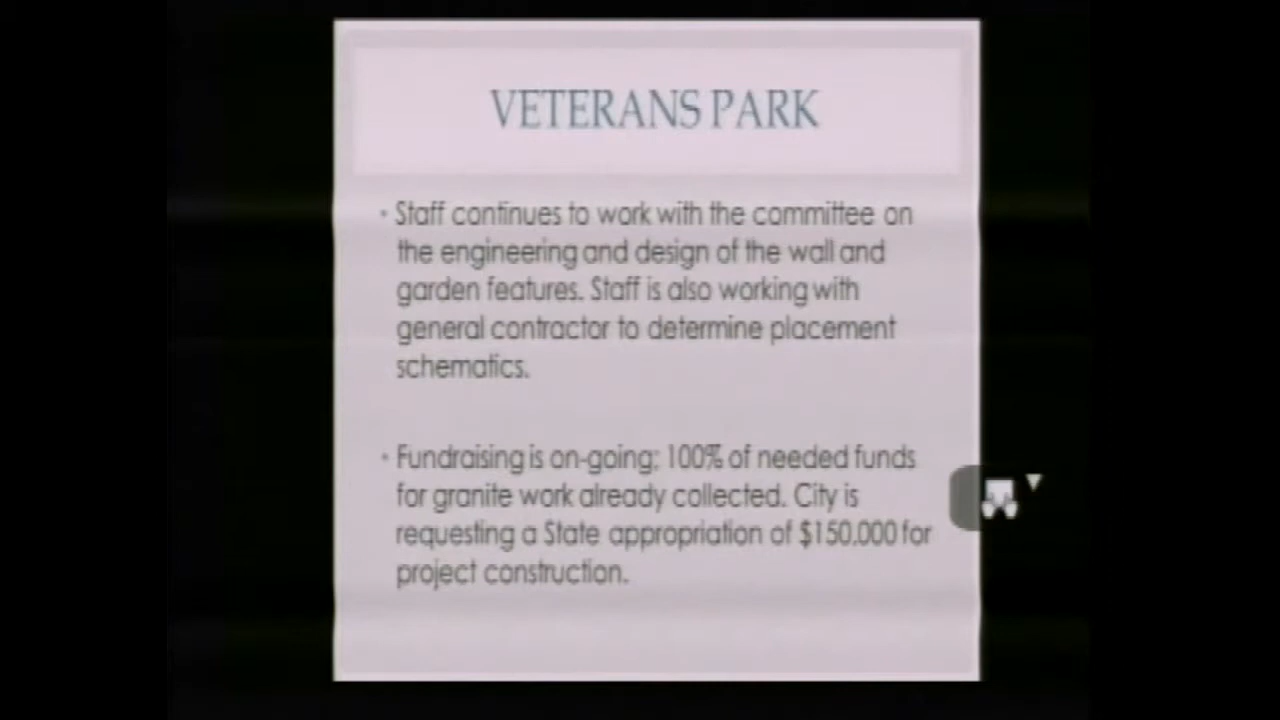 VETERANS PARK
• Staff continues to work with the committee on
the engineering and design of the wall and
garden features. Staff is also working with
general contractor to determine placement
schematics.
• Fundraising is on-going; 100% of needed funds
for granite work already collected. City is
requesting a State appropriation of $150,000 for
project construction.